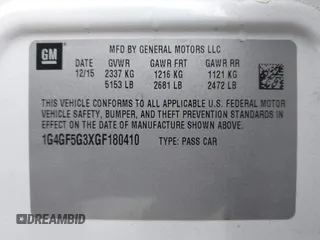 GM
MFD BY GENERAL MOTORS LLC
DATE GVWR GAWR FRT GAWR RR
12/15 2337 KG 1216 KG 1121 KG
5153 LB 2681 LB 2472 LB
THIS VEHICLE CONFORMS TO ALL APPLICABLE U.S. FEDERAL MOTOR
VEHICLE SAFETY, BUMPER, AND THEFT PREVENTION STANDARDS
IN EFFECT ON THE DATE OF MANUFACTURE SHOWN ABOVE.
1G4GF5G3XGF180410 TYPE: PASS CAR
DREAMBID